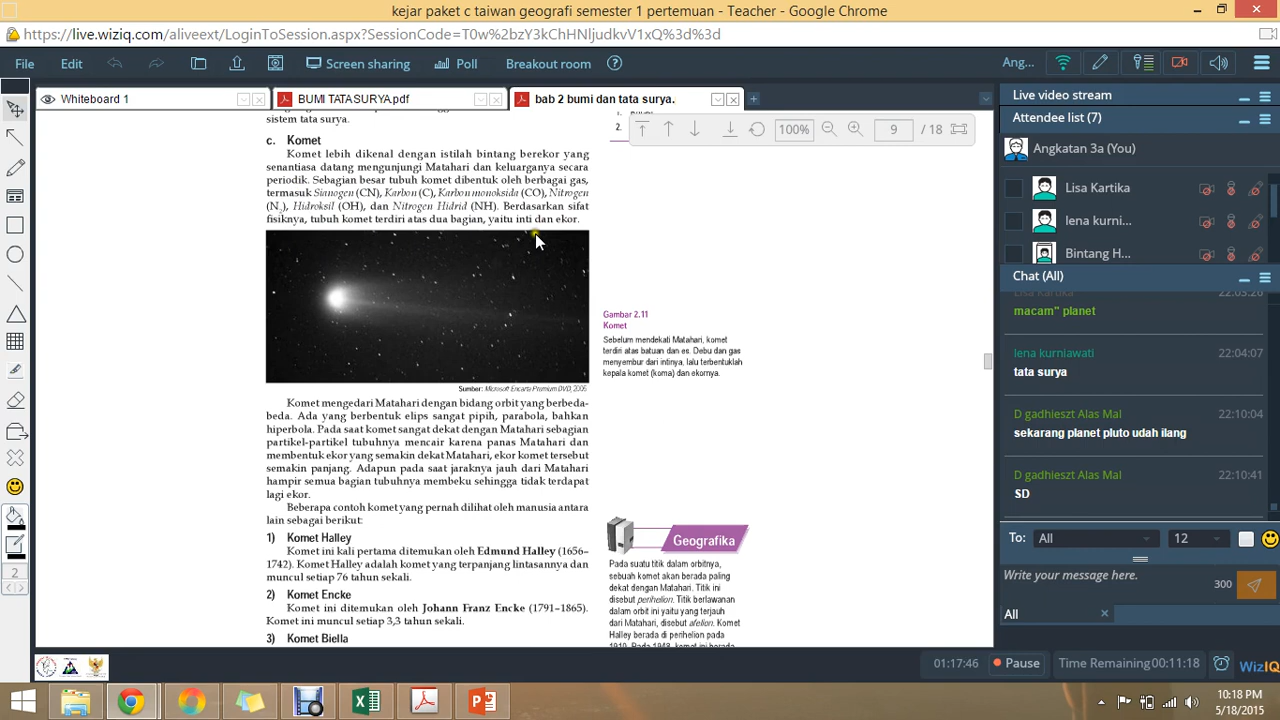 kejar paket c taiwan geografi semester 1 pertemuan - Teacher - Google Chrome
https://live.wiziq.com/aliveext/LoginToSession.aspx?SessionCode=T0w%2bzY3kChHNljudkvV1xQ%3d%3d
File Edit Screen sharing Poll Breakout room Ang...
Whiteboard 1 BUMI TATASURYA.pdf bab 2 bumi dan tata surya.
100% 9 / 18
sistem tata surya.
2.
c. Komet
Komet lebih dikenal dengan istilah bintang berekor yang
senantiasa datang mengunjungi Matahari dan keluarganya secara
periodik. Sebagian besar tubuh komet dibentuk oleh berbagai gas,
termasuk Sianogen (CN), Karbon (C), Karbon monoksida (CO), Nitrogen
(N2), Hidroksil (OH), dan Nitrogen Hidrid (NH). Berdasarkan sifat
fisiknya, tubuh komet terdiri atas dua bagian, yaitu inti dan ekor.
Gambar 2.11
Komet
Sebelum mendekati Matahari, komet
terdiri atas batuan dan es. Debu dan gas
menyembur dari intinya, lalu terbentuklah
kepala komet (koma) dan ekornya.
Sumber: Microsoft Encarta Premium DVD, 2006
Komet mengedari Matahari dengan bidang orbit yang berbeda-
beda. Ada yang berbentuk elips sangat pipih, parabola, bahkan
hiperbola. Pada saat komet sangat dekat dengan Matahari sebagian
partikel-partikel tubuhnya mencair karena panas Matahari dan
membentuk ekor yang semakin dekat Matahari, ekor komet tersebut
semakin panjang. Adapun pada saat jaraknya jauh dari Matahari
hampir semua bagian tubuhnya membeku sehingga tidak terdapat
lagi ekor.
Beberapa contoh komet yang pernah dilihat oleh manusia antara
lain sebagai berikut:
1) Komet Halley
Komet ini kali pertama ditemukan oleh Edmund Halley (1656–
1742). Komet Halley adalah komet yang terpanjang lintasannya dan
muncul setiap 76 tahun sekali.
2) Komet Encke
Komet ini ditemukan oleh Johann Franz Encke (1791–1865).
Komet ini muncul setiap 3,3 tahun sekali.
3) Komet Biella
Geografika
Pada suatu titik dalam orbitnya,
sebuah komet akan berada paling
dekat dengan Matahari. Titik ini
disebut perihelion. Titik berlawanan
dalam orbit ini yaitu yang terjauh
dari Matahari, disebut afelion. Komet
Halley berada di perihelion pada
Live video stream
Attendee list (7)
Angkatan 3a (You)
Lisa Kartika
lena kurni...
Bintang H...
Chat (All)
Lisa Kartika 22:03:26
macam" planet
lena kurniawati 22:04:07
tata surya
D gadhieszt Alas Mal 22:10:04
sekarang planet pluto udah ilang
D gadhieszt Alas Mal 22:10:41
SD
To: All 12
Write your message here. 300
All
2
01:17:46 Pause Time Remaining 00:11:18 WizIQ
10:18 PM
5/18/2015